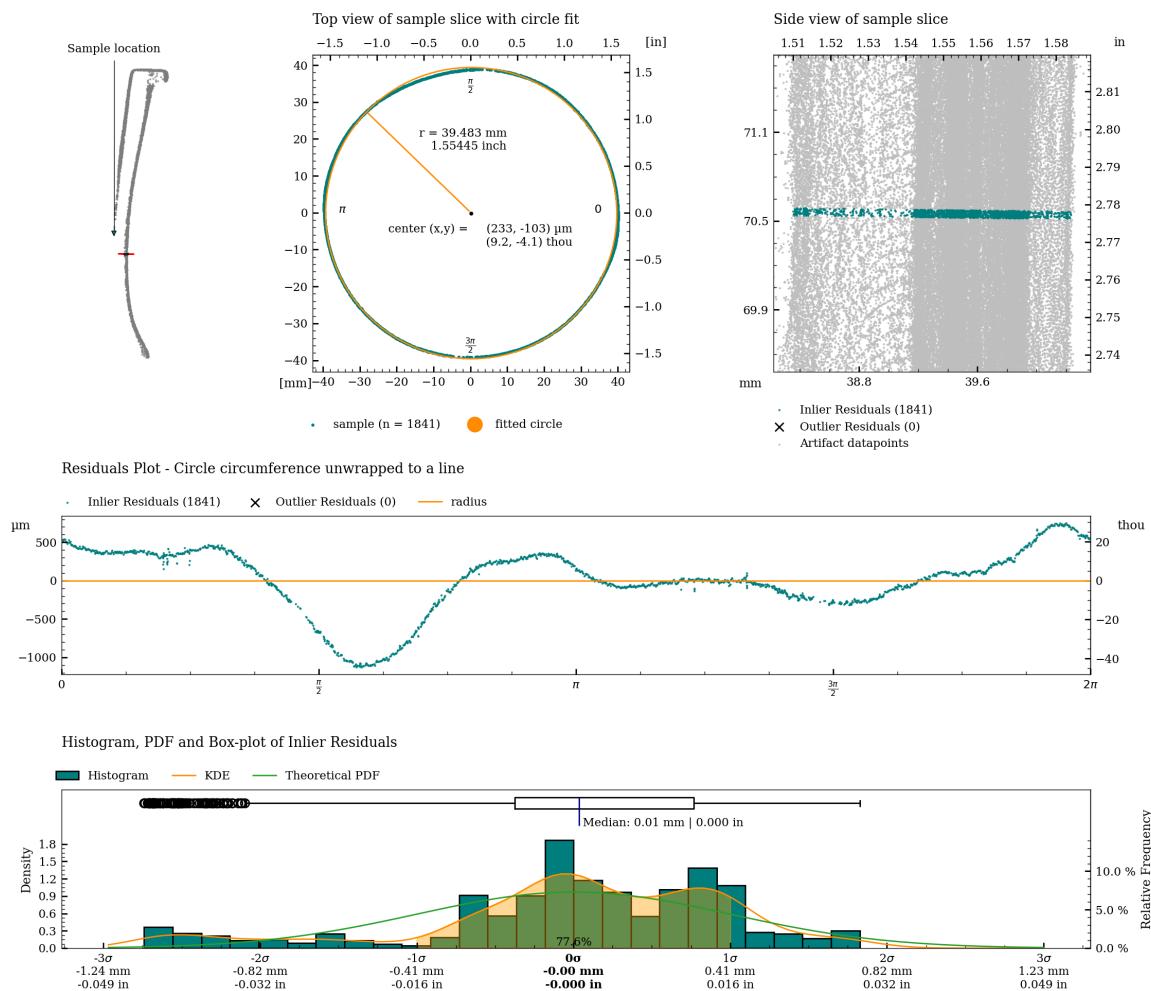 Sample location
Top view of sample slice with circle fit
−1.5 −1.0 −0.5 0.0 0.5 1.0 1.5 [in]
40
30
20
10
0
−10
−20
−30
−40
1.5
1.0
0.5
0.0
−0.5
−1.0
−1.5
π/2
r = 39.483 mm
1.55445 inch
π
0
center (x,y) = (233, -103) µm
(9.2, -4.1) thou
3π/2
[mm] −40 −30 −20 −10 0 10 20 30 40
sample (n = 1841) fitted circle
Side view of sample slice
1.51 1.52 1.53 1.54 1.55 1.56 1.57 1.58 in
71.1
70.5
69.9
2.81
2.80
2.79
2.78
2.77
2.76
2.75
2.74
mm 38.8 39.6
Inlier Residuals (1841)
Outlier Residuals (0)
Artifact datapoints
Residuals Plot - Circle circumference unwrapped to a line
Inlier Residuals (1841) Outlier Residuals (0) radius
µm
500
0
−500
−1000
thou
20
0
−20
−40
0 π/2 π 3π/2 2π
Histogram, PDF and Box-plot of Inlier Residuals
Histogram KDE Theoretical PDF
Median: 0.01 mm | 0.000 in
Density
1.8
1.5
1.2
0.9
0.6
0.3
0.0
77.6%
10.0 %
5.0 %
0.0 %
Relative Frequency
-3σ -2σ -1σ 0σ 1σ 2σ 3σ
-1.24 mm -0.82 mm -0.41 mm -0.00 mm 0.41 mm 0.82 mm 1.23 mm
-0.049 in -0.032 in -0.016 in -0.000 in 0.016 in 0.032 in 0.049 in